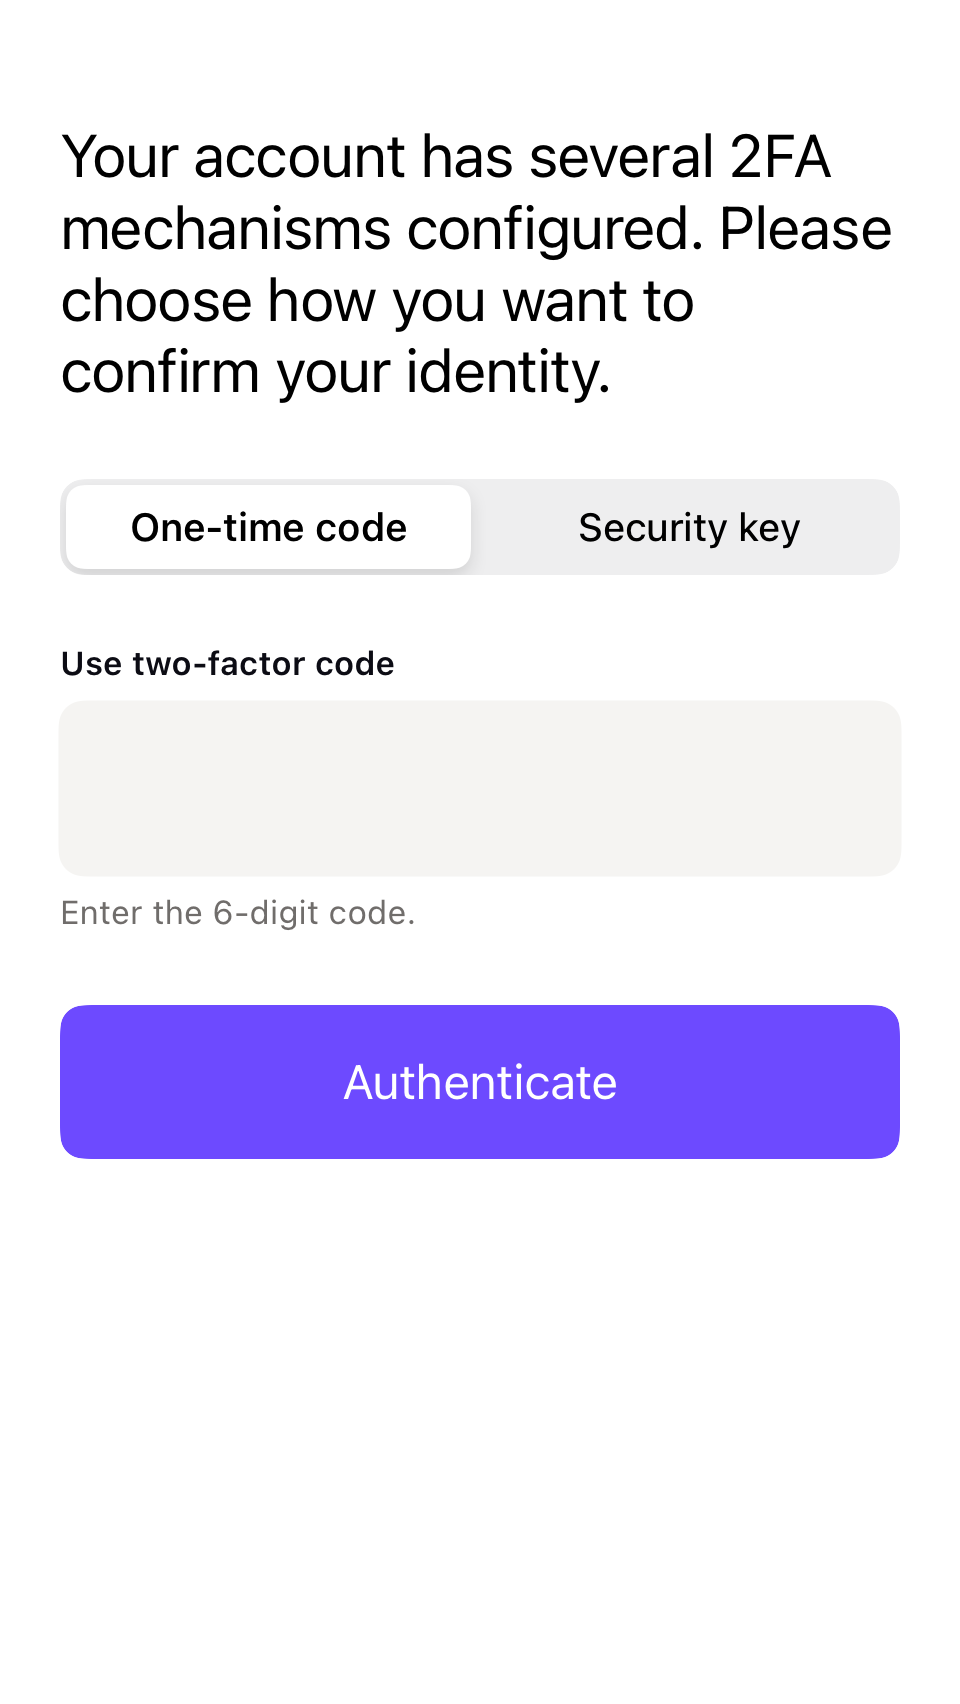 Your account has several 2FA
mechanisms configured. Please
choose how you want to
confirm your identity.
One-time code
Security key
Use two-factor code
Enter the 6-digit code.
Authenticate